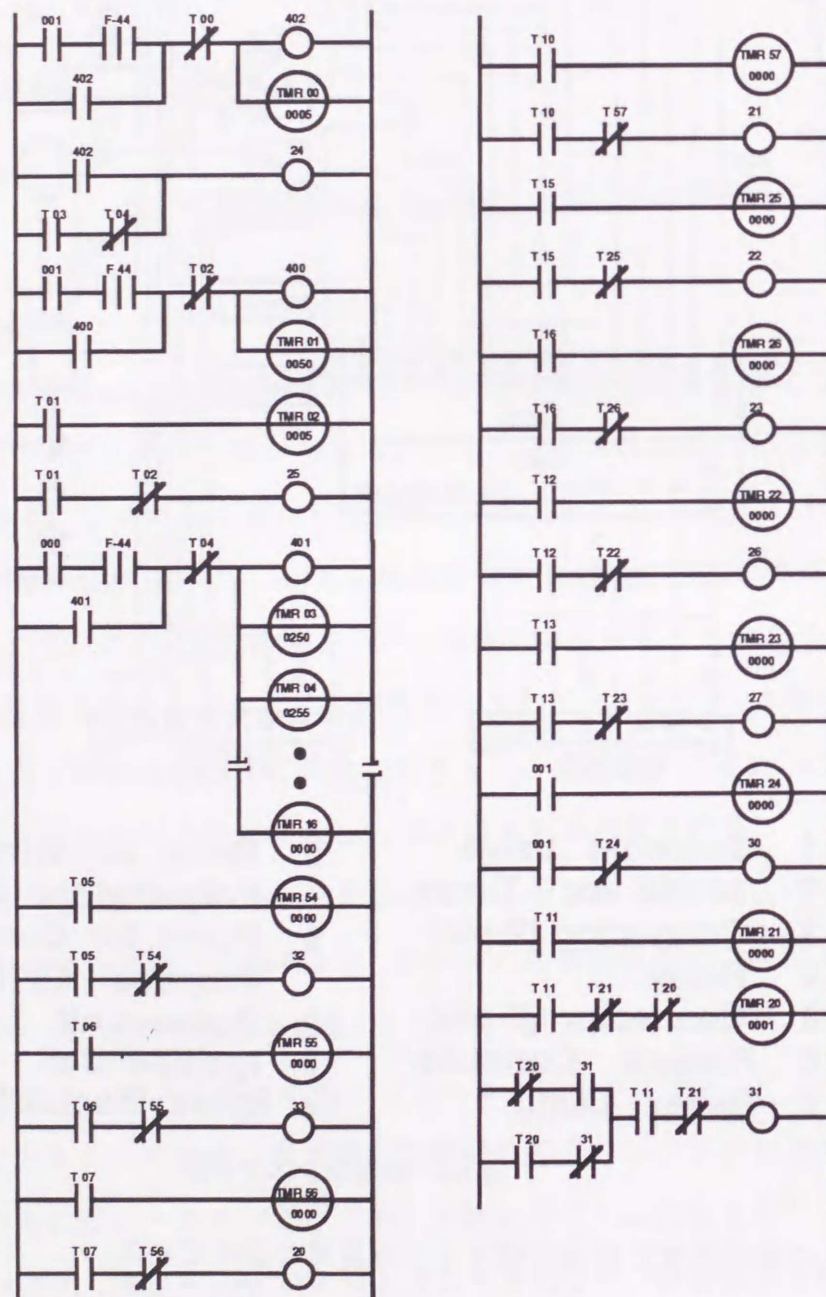 001 F-44 T 00 402
402 TMR 00
0005
402 24
T 03 T 04
001 F 44 T 02 400
400 TMR 01
0050
T 01 TMR 02
0005
T 01 T 02 25
000 F-44 T 04 401
401 TMR 03
0250
TMR 04
0255
TMR 16
0000
T 05 TMR 54
0000
T 05 T 54 32
T 06 TMR 55
0000
T 06 T 55 33
T 07 TMR 56
0000
T 07 T 56 20
T 10 TMR 57
0000
T 10 T 57 21
T 15 TMR 25
0000
T 15 T 25 22
T 16 TMR 26
0000
T 16 T 26 23
T 12 TMR 22
0000
T 12 T 22 26
T 13 TMR 23
0000
T 13 T 23 27
001 TMR 24
0000
001 T 24 30
T 11 TMR 21
0000
T 11 T 21 T 20 TMR 20
0001
T 20 31 T 11 T 21 31
T 20 31